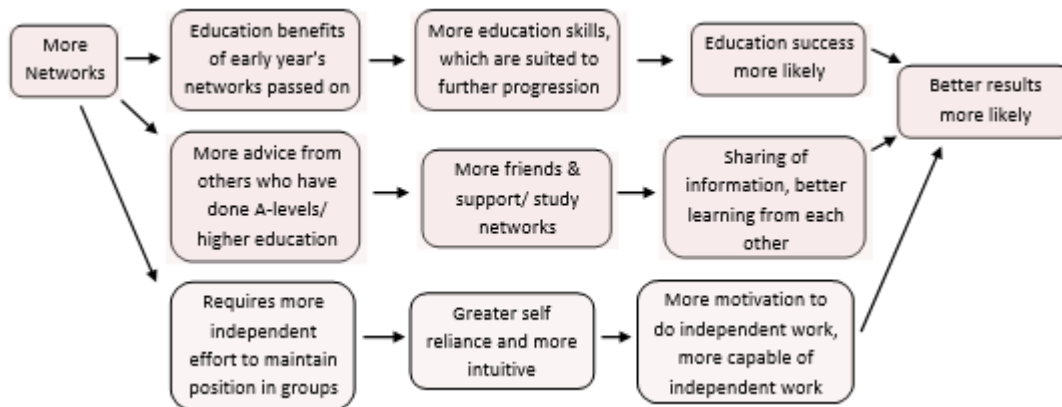 More
Networks
Education benefits
of early year's
networks passed on
More education skills,
which are suited to
further progression
Education success
more likely
Better results
more likely
More advice from
others who have
done A-levels/
higher education
More friends &
support/ study
networks
Sharing of
information, better
learning from each
other
Requires more
independent
effort to maintain
position in groups
Greater self
reliance and more
intuitive
More motivation to
do independent work,
more capable of
independent work